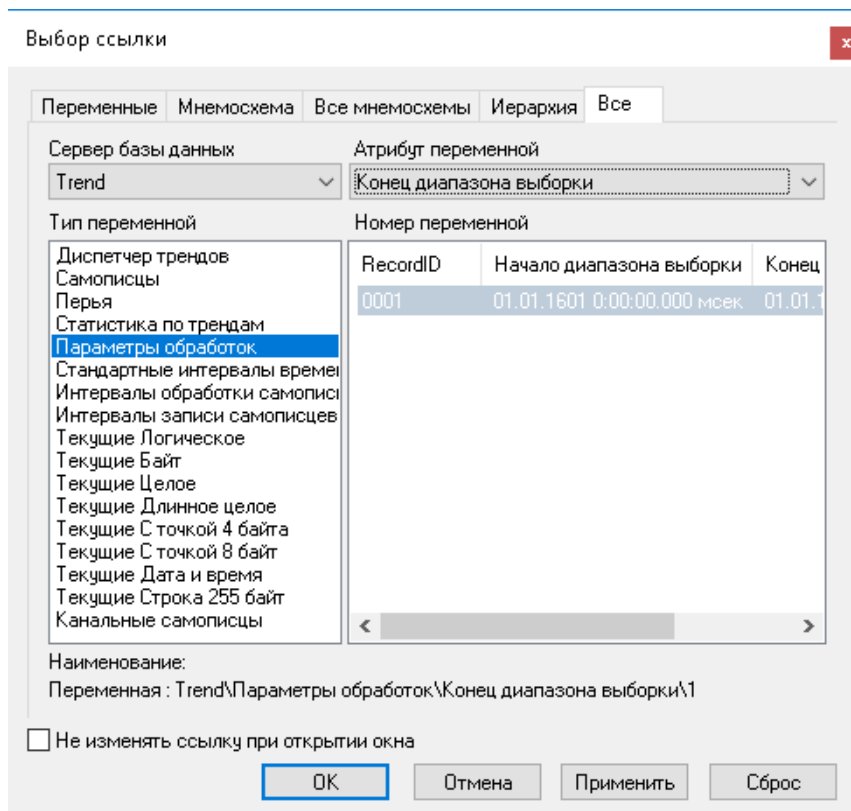 Выбор ссылки
x
Переменные Мнемосхема Все мнемосхемы Иерархия Все
Сервер базы данных Атрибут переменной
Trend Конец диапазона выборки
Тип переменной Номер переменной
Диспетчер трендов
Самописцы
Перья
Статистика по трендам
Параметры обработок
Стандартные интервалы времен
Интервалы обработки самописц
Интервалы записи самописцев
Текущие Логическое
Текущие Байт
Текущие Целое
Текущие Длинное целое
Текущие С точкой 4 байта
Текущие С точкой 8 байт
Текущие Дата и время
Текущие Строка 255 байт
Канальные самописцы
RecordID Начало диапазона выборки Конец
0001 01.01.1601 0:00:00.000 мсек 01.01.1
Наименование:
Переменная : Trend\Параметры обработок\Конец диапазона выборки\1
Не изменять ссылку при открытии окна
OK Отмена Применить Сброс